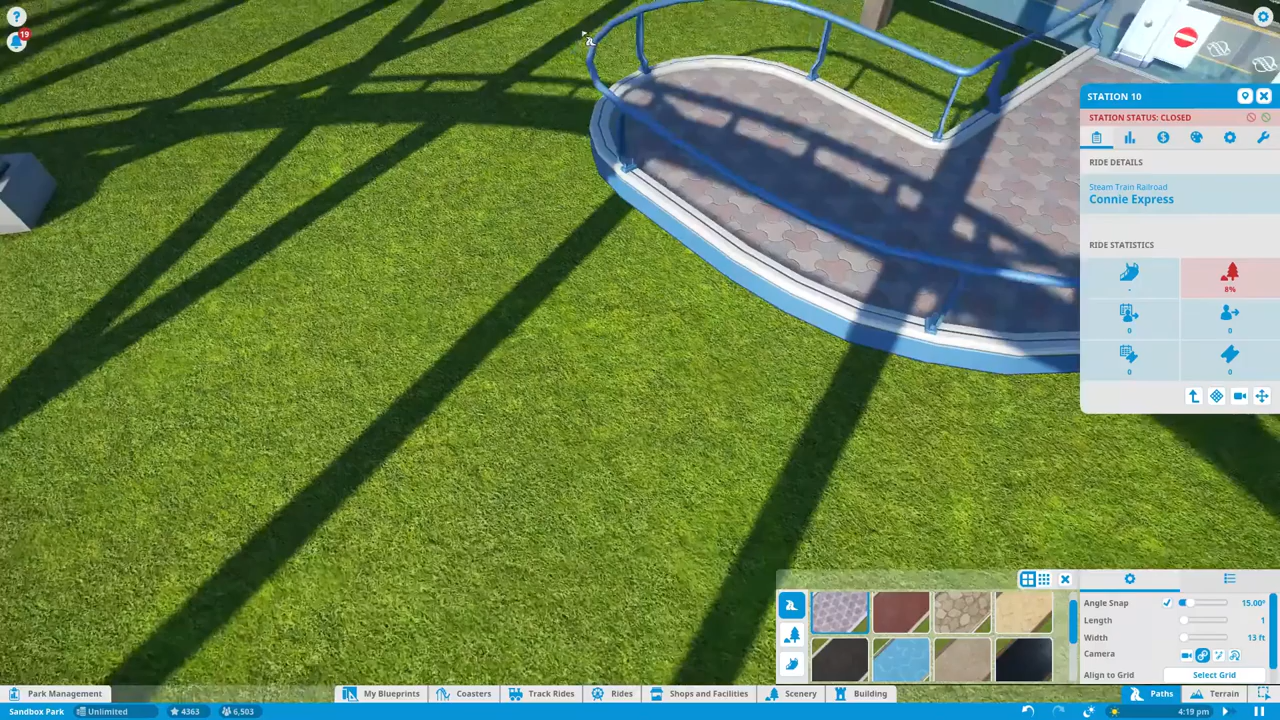 ?
19
STATION 10
STATION STATUS: CLOSED
RIDE DETAILS
Steam Train Railroad
Connie Express
RIDE STATISTICS
-
8%
0
0
0
0
Angle Snap
15.00°
Length
1
Width
13 ft
Camera
Align to Grid
Select Grid
Park Management
My Blueprints
Coasters
Track Rides
Rides
Shops and Facilities
Scenery
Building
Paths
Terrain
Sandbox Park
Unlimited
4363
6,503
4:19 pm